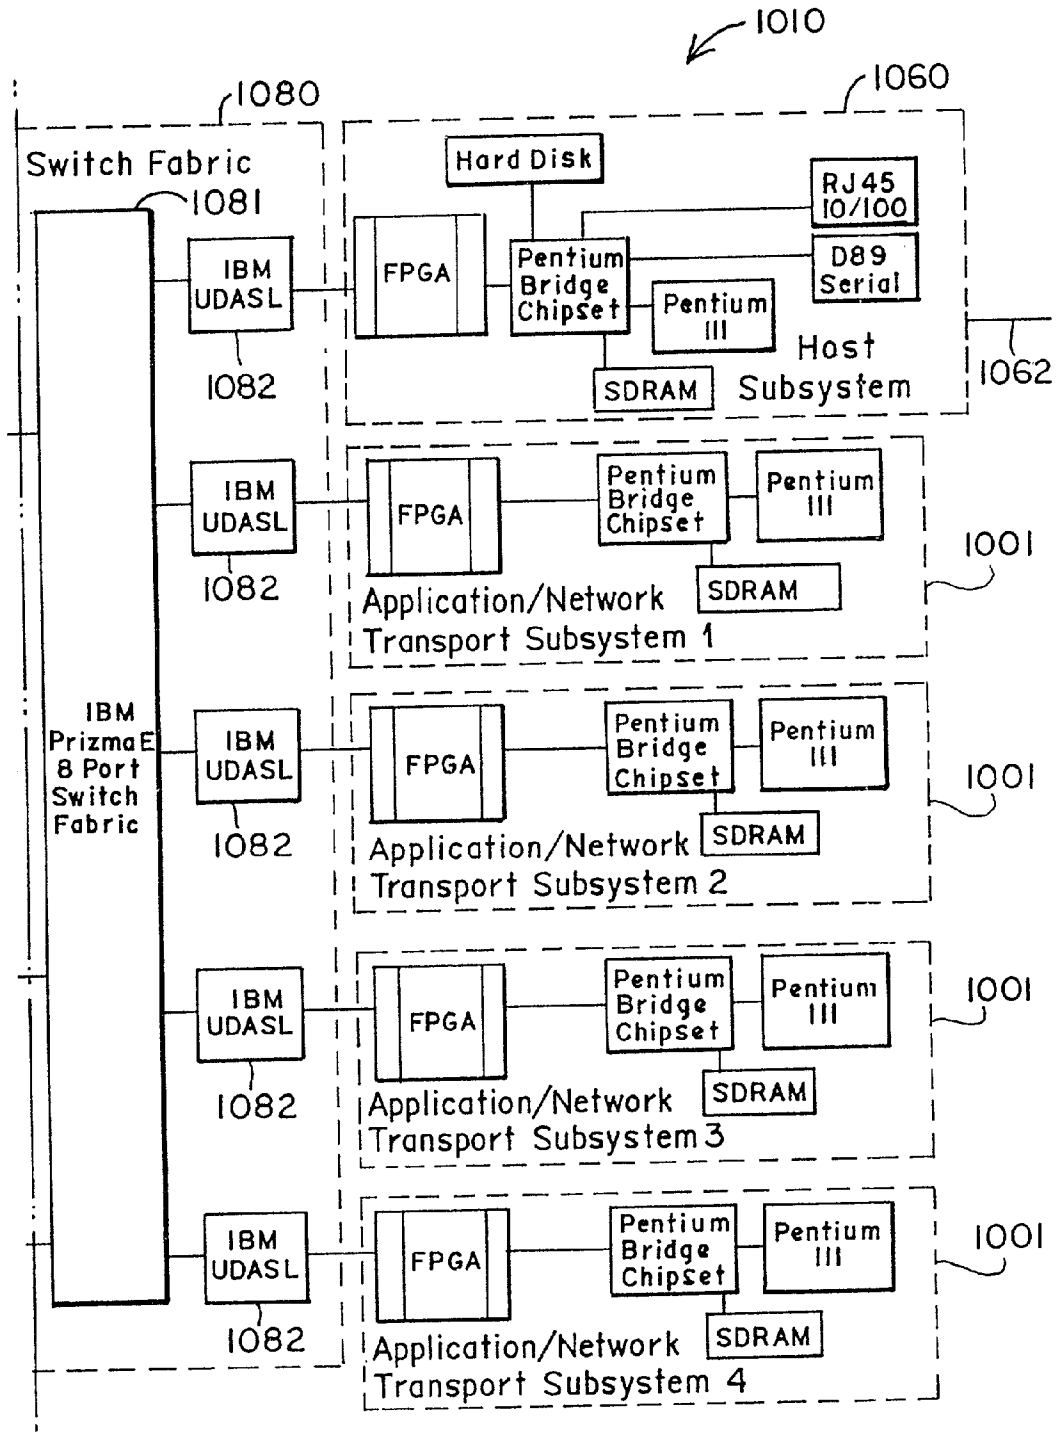 1010
1080
1060
Switch Fabric
1081
Hard Disk
RJ45
10/100
IBM
UDASL
FPGA
Pentium
Bridge
Chipset
D89
Serial
Pentium
III
Host
Subsystem
1082
SDRAM
1062
IBM
UDASL
FPGA
Pentium
Bridge
Chipset
Pentium
III
1001
1082
SDRAM
Application/Network
Transport Subsystem 1
IBM
PrizmaE
8 Port
Switch
Fabric
IBM
UDASL
FPGA
Pentium
Bridge
Chipset
Pentium
III
1001
1082
SDRAM
Application/Network
Transport Subsystem 2
IBM
UDASL
FPGA
Pentium
Bridge
Chipset
Pentium
III
1001
1082
SDRAM
Application/Network
Transport Subsystem 3
IBM
UDASL
FPGA
Pentium
Bridge
Chipset
Pentium
III
1001
1082
SDRAM
Application/Network
Transport Subsystem 4